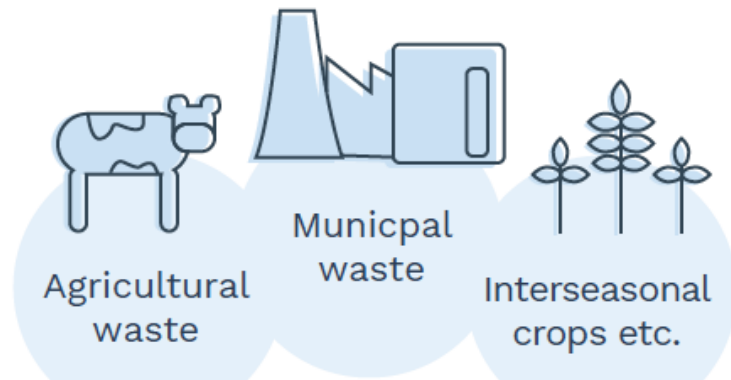 Agricultural
waste
Municpal
waste
Interseasonal
crops etc.